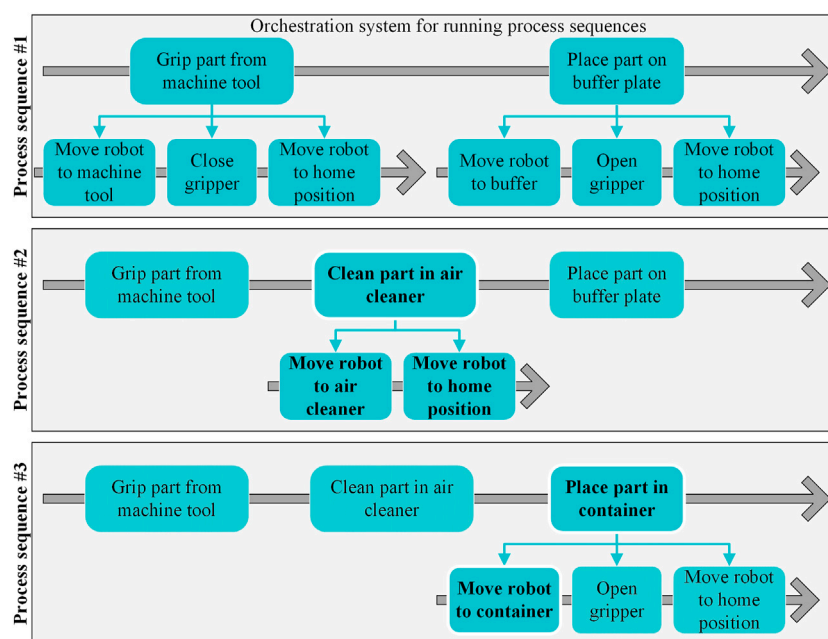 Orchestration system for running process sequences
Process sequence #1
Grip part from
machine tool
Place part on
buffer plate
Move robot
to machine
tool
Close
gripper
Move robot
to home
position
Move robot
to buffer
Open
gripper
Move robot
to home
position
Process sequence #2
Grip part from
machine tool
Clean part in air
cleaner
Place part on
buffer plate
Move robot
to air
cleaner
Move robot
to home
position
Process sequence #3
Grip part from
machine tool
Clean part in air
cleaner
Place part in
container
Move robot
to container
Open
gripper
Move robot
to home
position